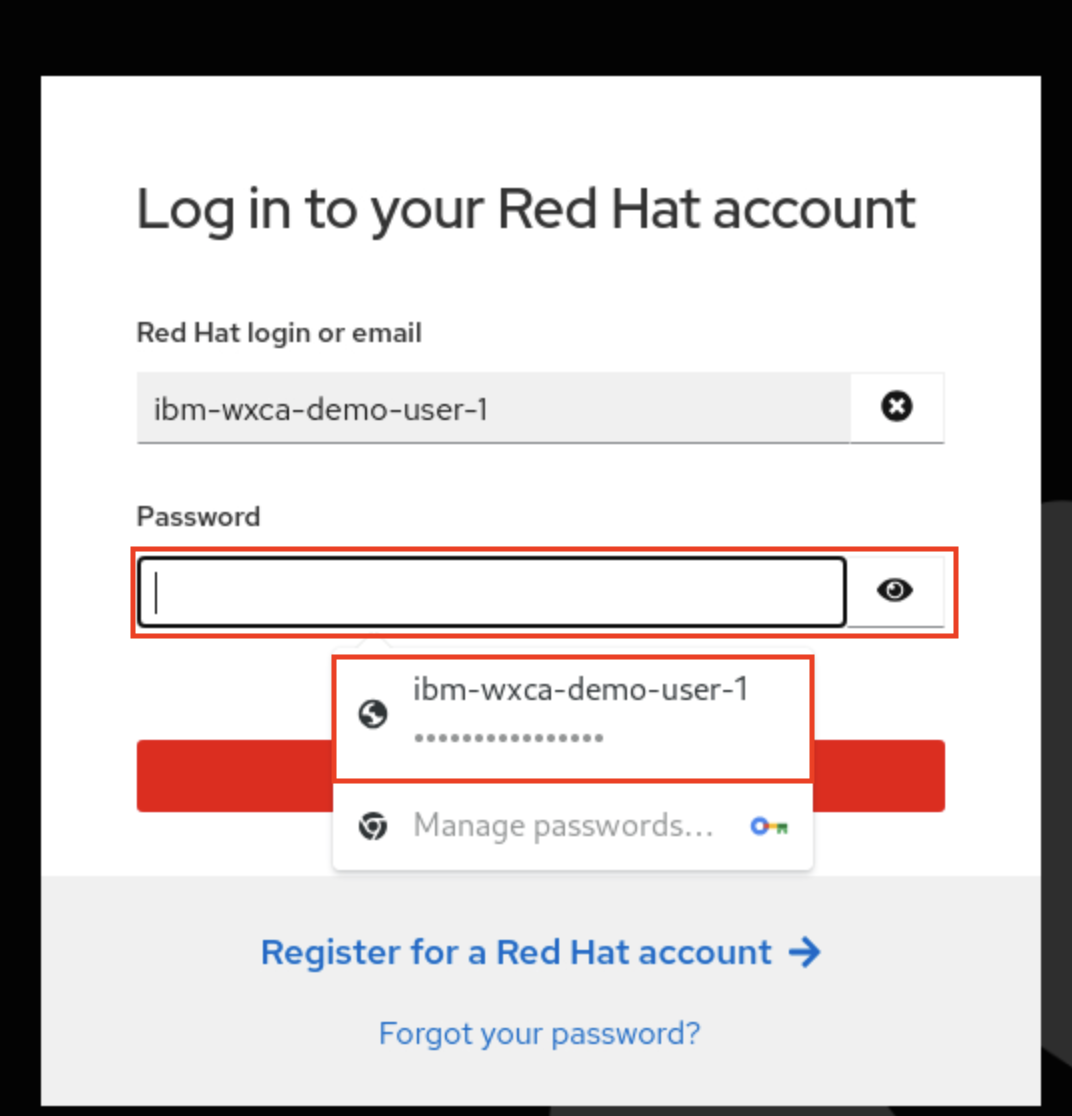 Log in to your Red Hat account
Red Hat login or email
ibm-wxca-demo-user-1
Password
ibm-wxca-demo-user-1
••••••••••••••••
Manage passwords...
Register for a Red Hat account →
Forgot your password?